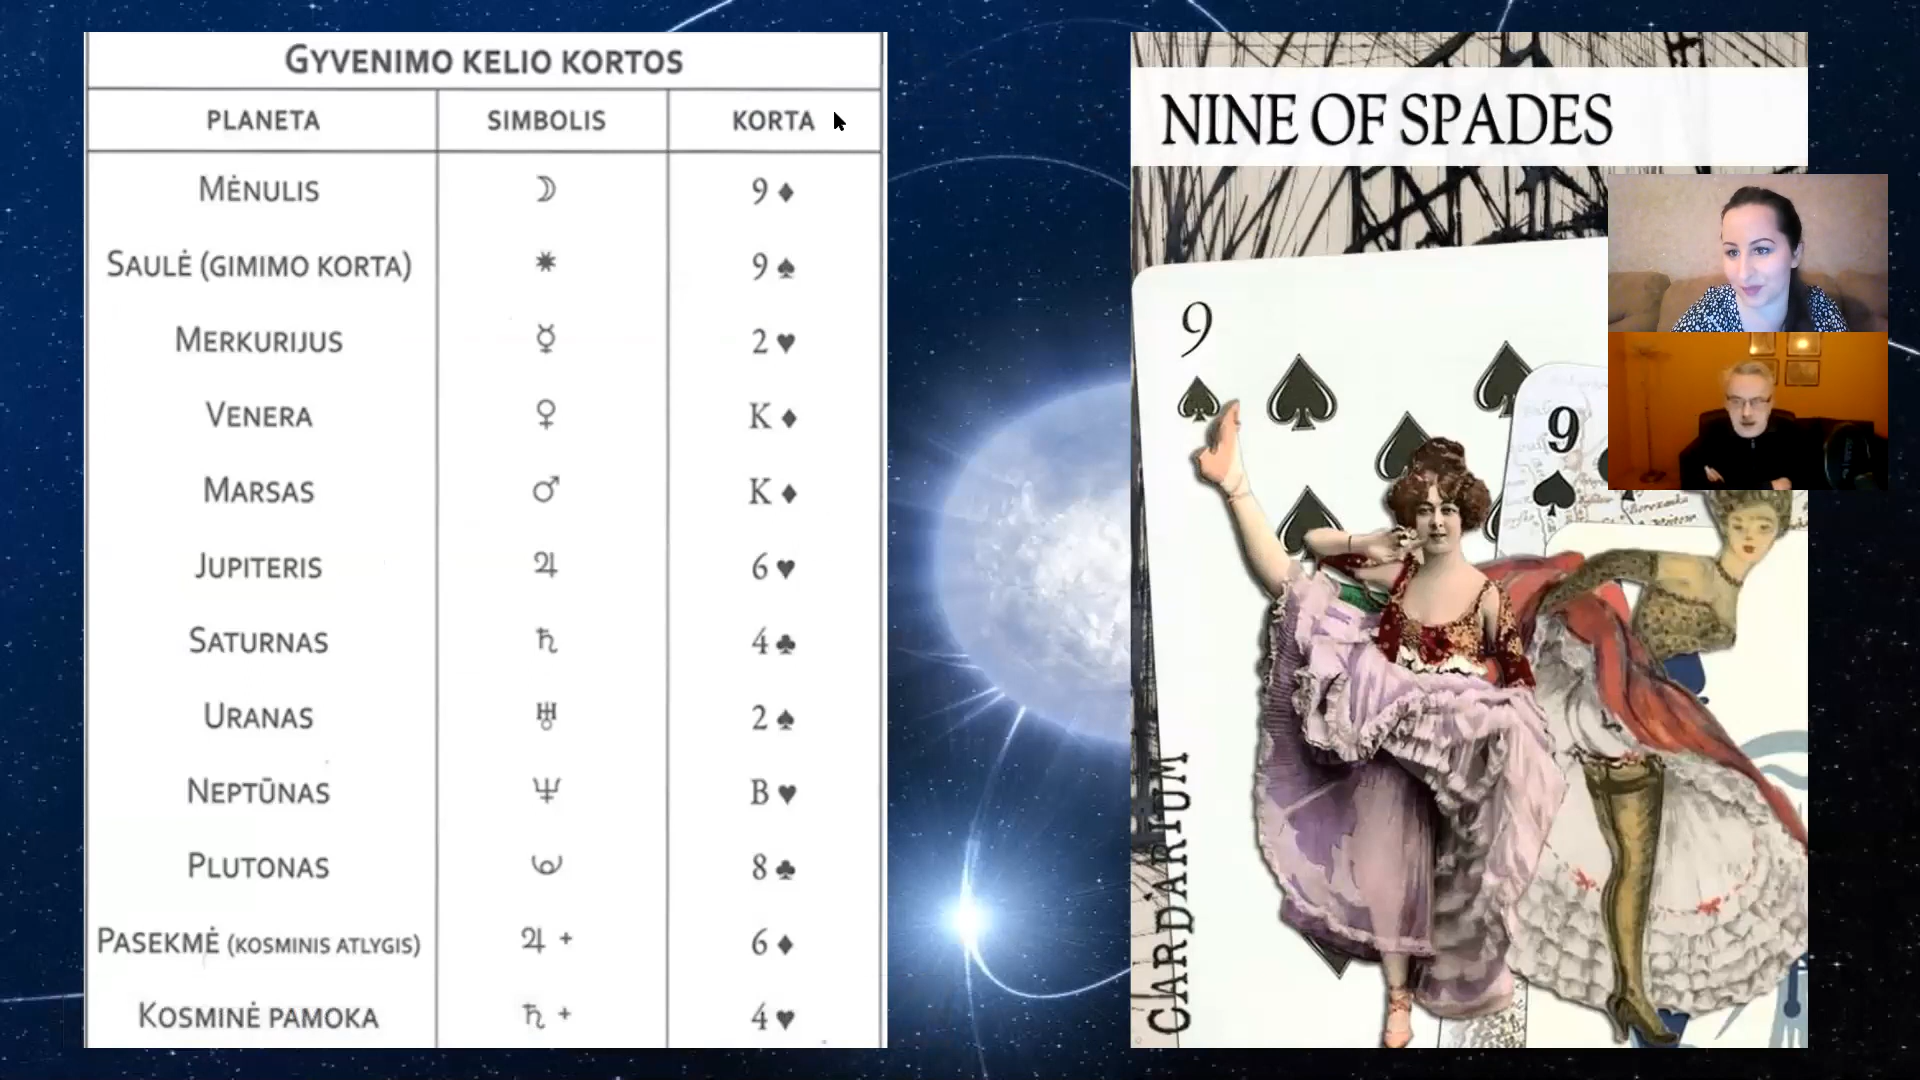 GYVENIMO KELIO KORTOS
PLANETA SIMBOLIS KORTA
MĖNULIS ☽ 9 ♦
SAULĖ (GIMIMO KORTA) ✷ 9 ♠
MERKURIJUS ☿ 2 ♥
VENERA ♀ K ♦
MARSAS ♂ K ♦
JUPITERIS ♃ 6 ♥
SATURNAS ♄ 4 ♣
URANAS ♅ 2 ♠
NEPTŪNAS ♆ B ♥
PLUTONAS 8 ♣
PASEKMĖ (KOSMINIS ATLYGIS) ♃ + 6 ♦
KOSMINĖ PAMOKA ♄ + 4 ♥
NINE OF SPADES
9
9
CARDARIUM